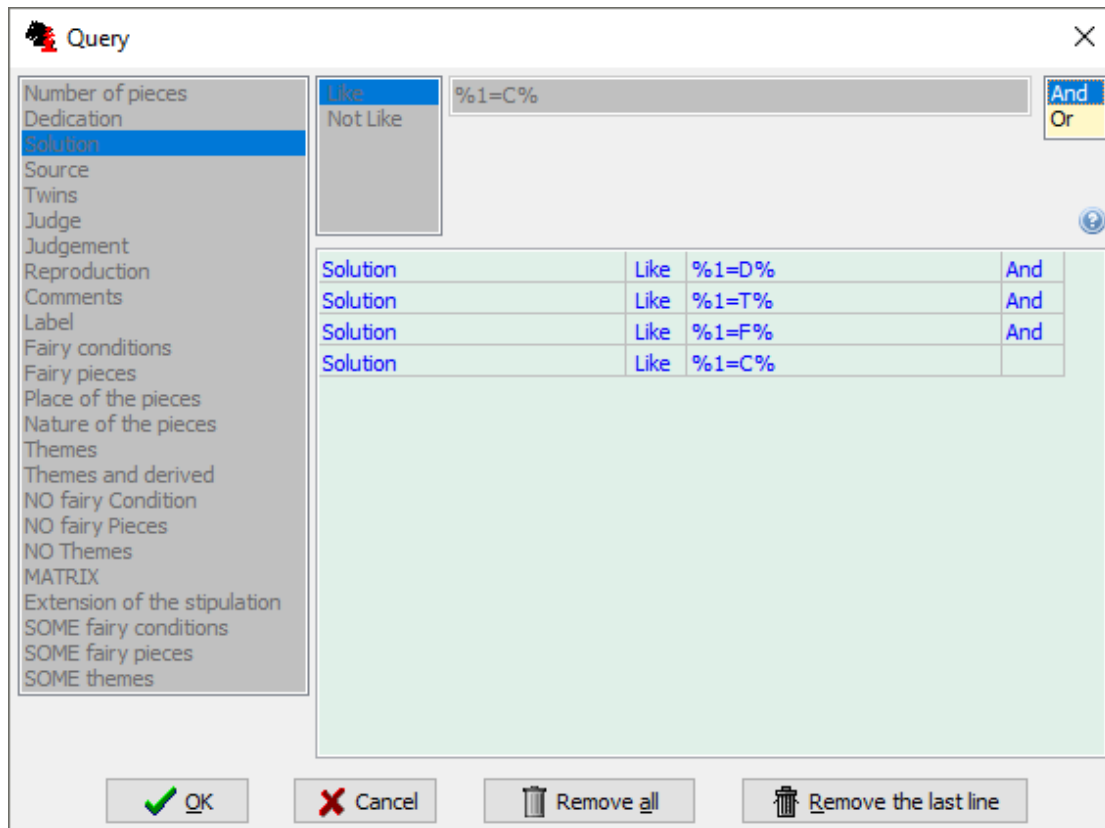 Query
Number of pieces
Dedication
Solution
Source
Twins
Judge
Judgement
Reproduction
Comments
Label
Fairy conditions
Fairy pieces
Place of the pieces
Nature of the pieces
Themes
Themes and derived
NO fairy Condition
NO fairy Pieces
NO Themes
MATRIX
Extension of the stipulation
SOME fairy conditions
SOME fairy pieces
SOME themes
Like
Not Like
%1=C%
And
Or
Solution Like %1=D% And
Solution Like %1=T% And
Solution Like %1=F% And
Solution Like %1=C%
OK Cancel Remove all Remove the last line